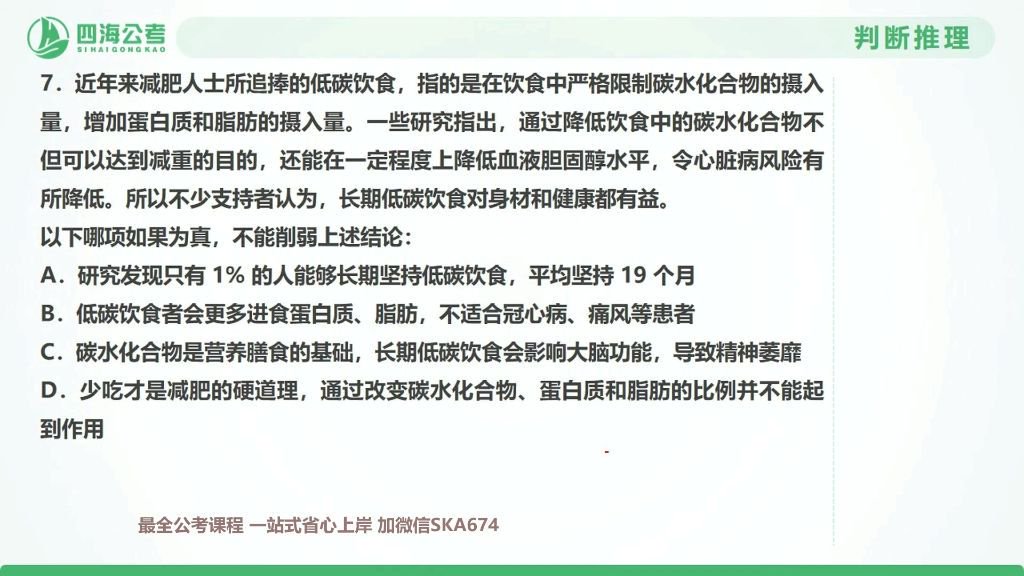 四海公考
SIHAIGONGKAO
判断推理
7．近年来减肥人士所追捧的低碳饮食，指的是在饮食中严格限制碳水化合物的摄入
量，增加蛋白质和脂肪的摄入量。一些研究指出，通过降低饮食中的碳水化合物不
但可以达到减重的目的，还能在一定程度上降低血液胆固醇水平，令心脏病风险有
所降低。所以不少支持者认为，长期低碳饮食对身材和健康都有益。
以下哪项如果为真，不能削弱上述结论：
A．研究发现只有 1% 的人能够长期坚持低碳饮食，平均坚持 19 个月
B．低碳饮食者会更多进食蛋白质、脂肪，不适合冠心病、痛风等患者
C．碳水化合物是营养膳食的基础，长期低碳饮食会影响大脑功能，导致精神萎靡
D．少吃才是减肥的硬道理，通过改变碳水化合物、蛋白质和脂肪的比例并不能起
到作用
最全公考课程 一站式省心上岸 加微信SKA674